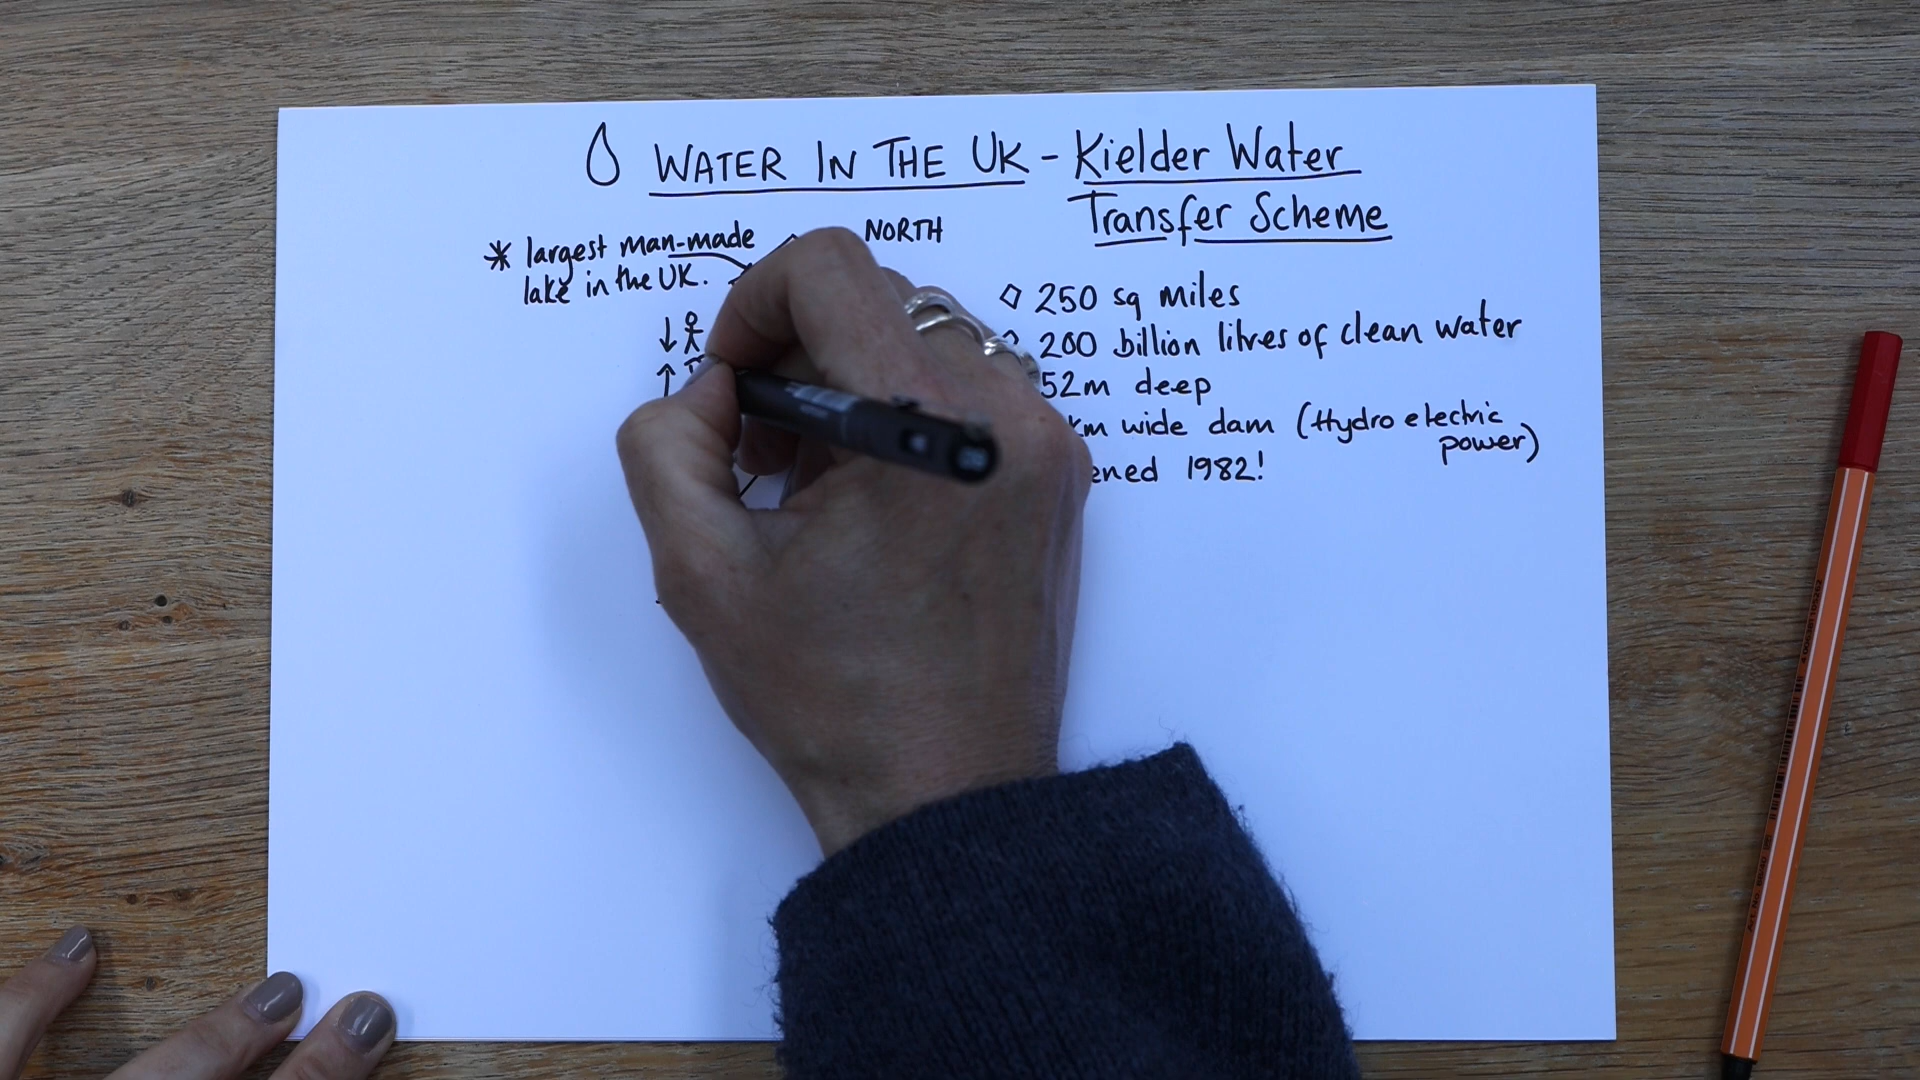 WATER IN THE UK - Kielder Water
Transfer Scheme
* largest man-made
lake in the UK.
NORTH
250 sq miles
200 billion litres of clean water
52m deep
km wide dam (Hydro electric
power)
ened 1982!